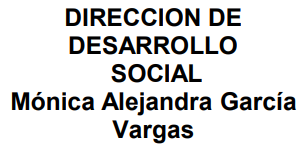 DIRECCION DE
DESARROLLO
SOCIAL
Mónica Alejandra García
Vargas